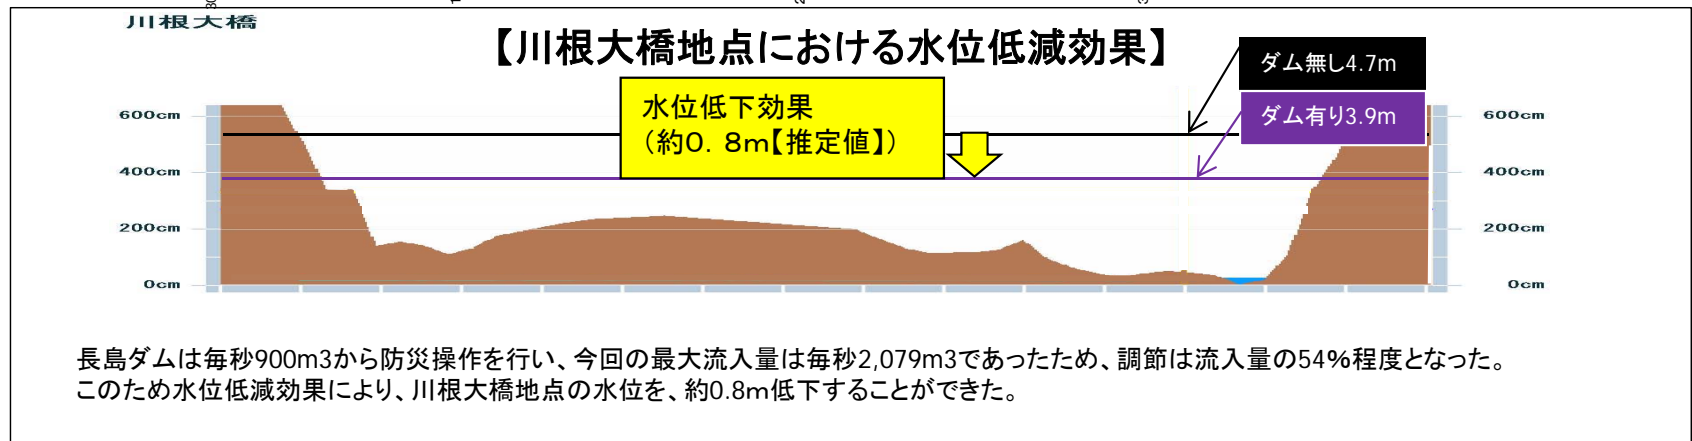 川根大橋
【川根大橋地点における水位低減効果】
ダム無し4.7m
ダム有り3.9m
水位低下効果
(約0.8m【推定値】)
600cm
400cm
200cm
0cm
600cm
400cm
200cm
0cm
長島ダムは毎秒900m3から防災操作を行い、今回の最大流入量は毎秒2,079m3であったため、調節は流入量の54%程度となった。
このため水位低減効果により、川根大橋地点の水位を、約0.8m低下することができた。